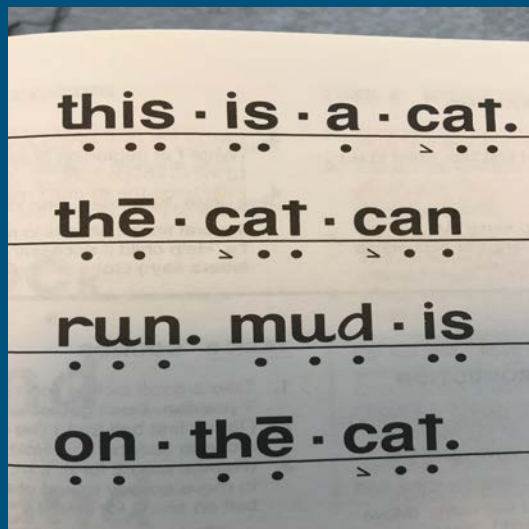 this · is · a · cat.
thē · cat · can
run. mud · is
on · thē · cat.